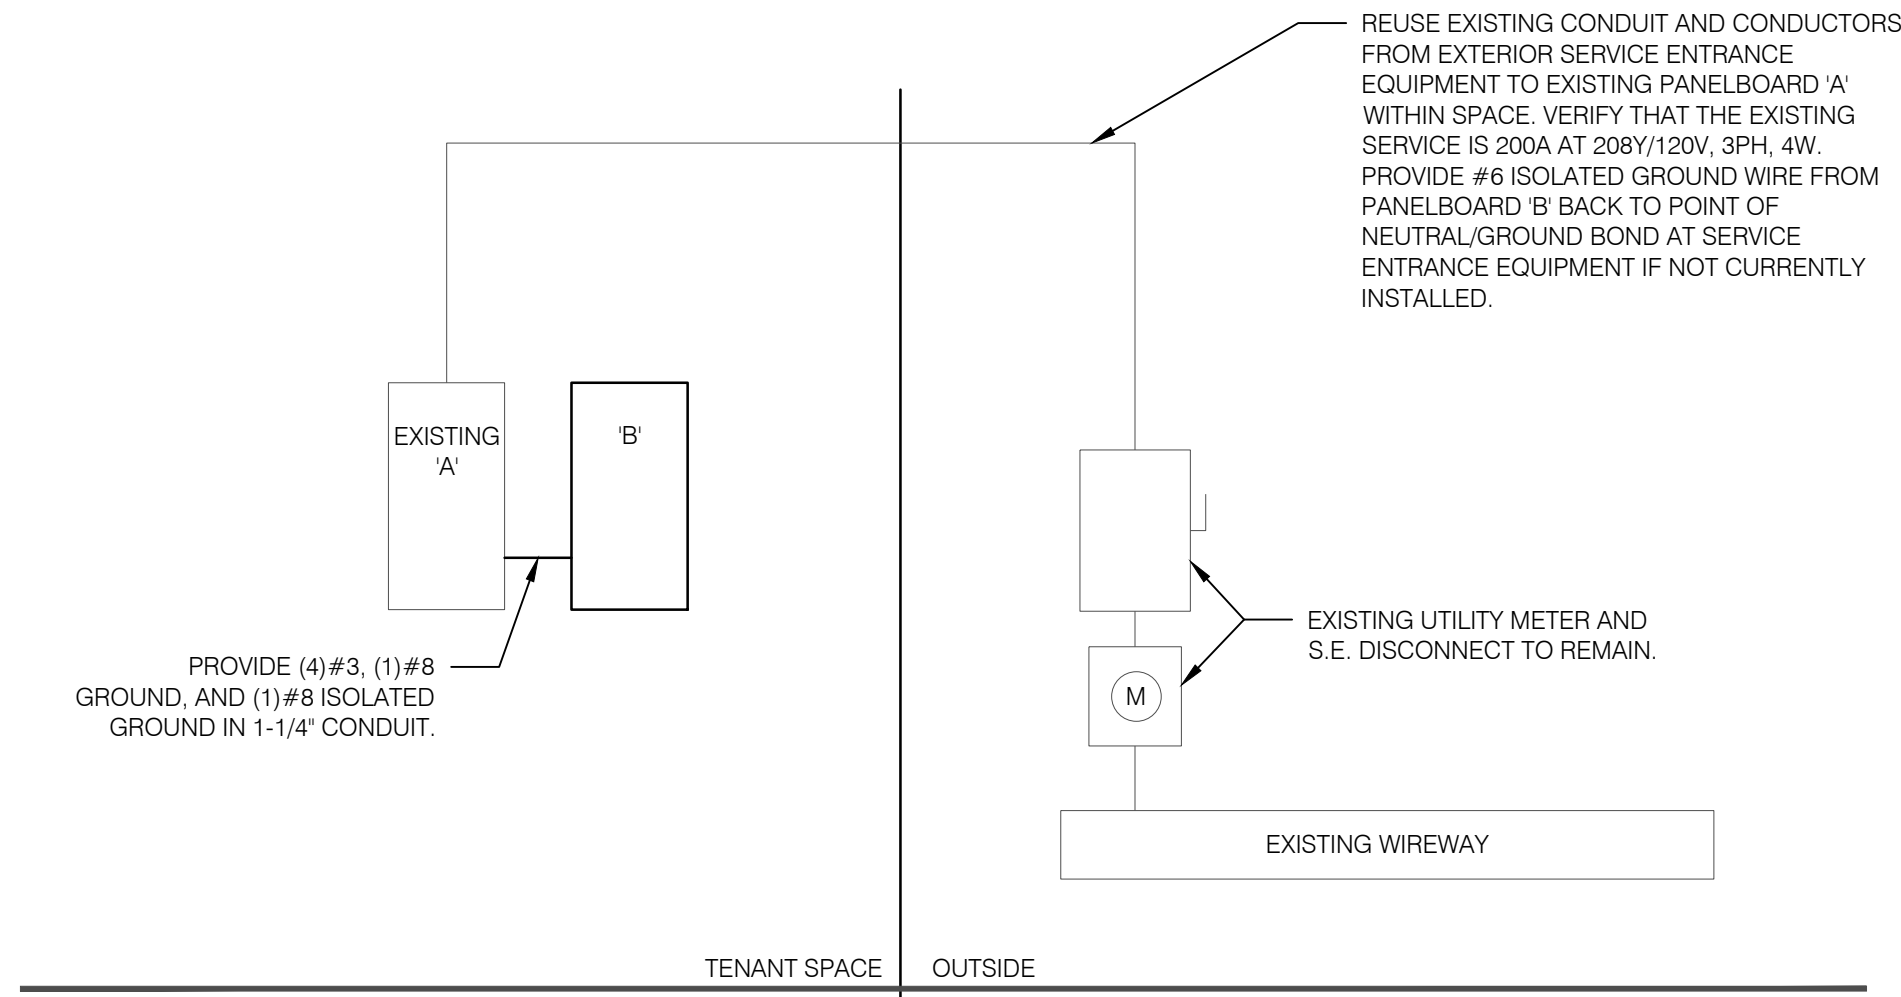 REUSE EXISTING CONDUIT AND CONDUCTORS
FROM EXTERIOR SERVICE ENTRANCE
EQUIPMENT TO EXISTING PANELBOARD 'A'
WITHIN SPACE. VERIFY THAT THE EXISTING
SERVICE IS 200A AT 208Y/120V, 3PH, 4W.
PROVIDE #6 ISOLATED GROUND WIRE FROM
PANELBOARD 'B' BACK TO POINT OF
NEUTRAL/GROUND BOND AT SERVICE
ENTRANCE EQUIPMENT IF NOT CURRENTLY
INSTALLED.
EXISTING
'A'
'B'
PROVIDE (4)#3, (1)#8
GROUND, AND (1)#8 ISOLATED
GROUND IN 1-1/4" CONDUIT.
EXISTING UTILITY METER AND
S.E. DISCONNECT TO REMAIN.
M
EXISTING WIREWAY
TENANT SPACE
OUTSIDE